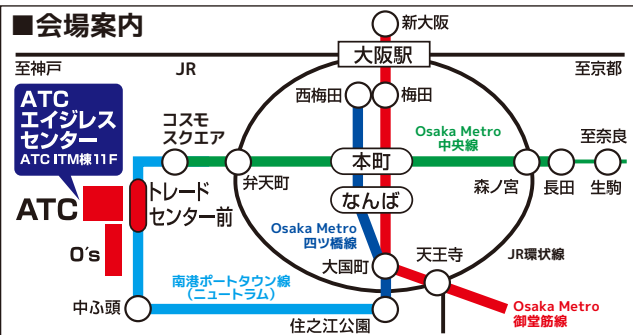 ■会場案内
新大阪
大阪駅
至神戸
JR
至京都
ATC
エイジレス
センター
ATC ITM棟11F
西梅田
梅田
コスモ
スクエア
Osaka Metro
中央線
至奈良
本町
弁天町
森ノ宮
長田
生駒
トレード
センター前
ATC
なんば
O's
Osaka Metro
四ツ橋線
大国町
天王寺
JR環状線
南港ポートタウン線
（ニュートラム）
中ふ頭
住之江公園
Osaka Metro
御堂筋線